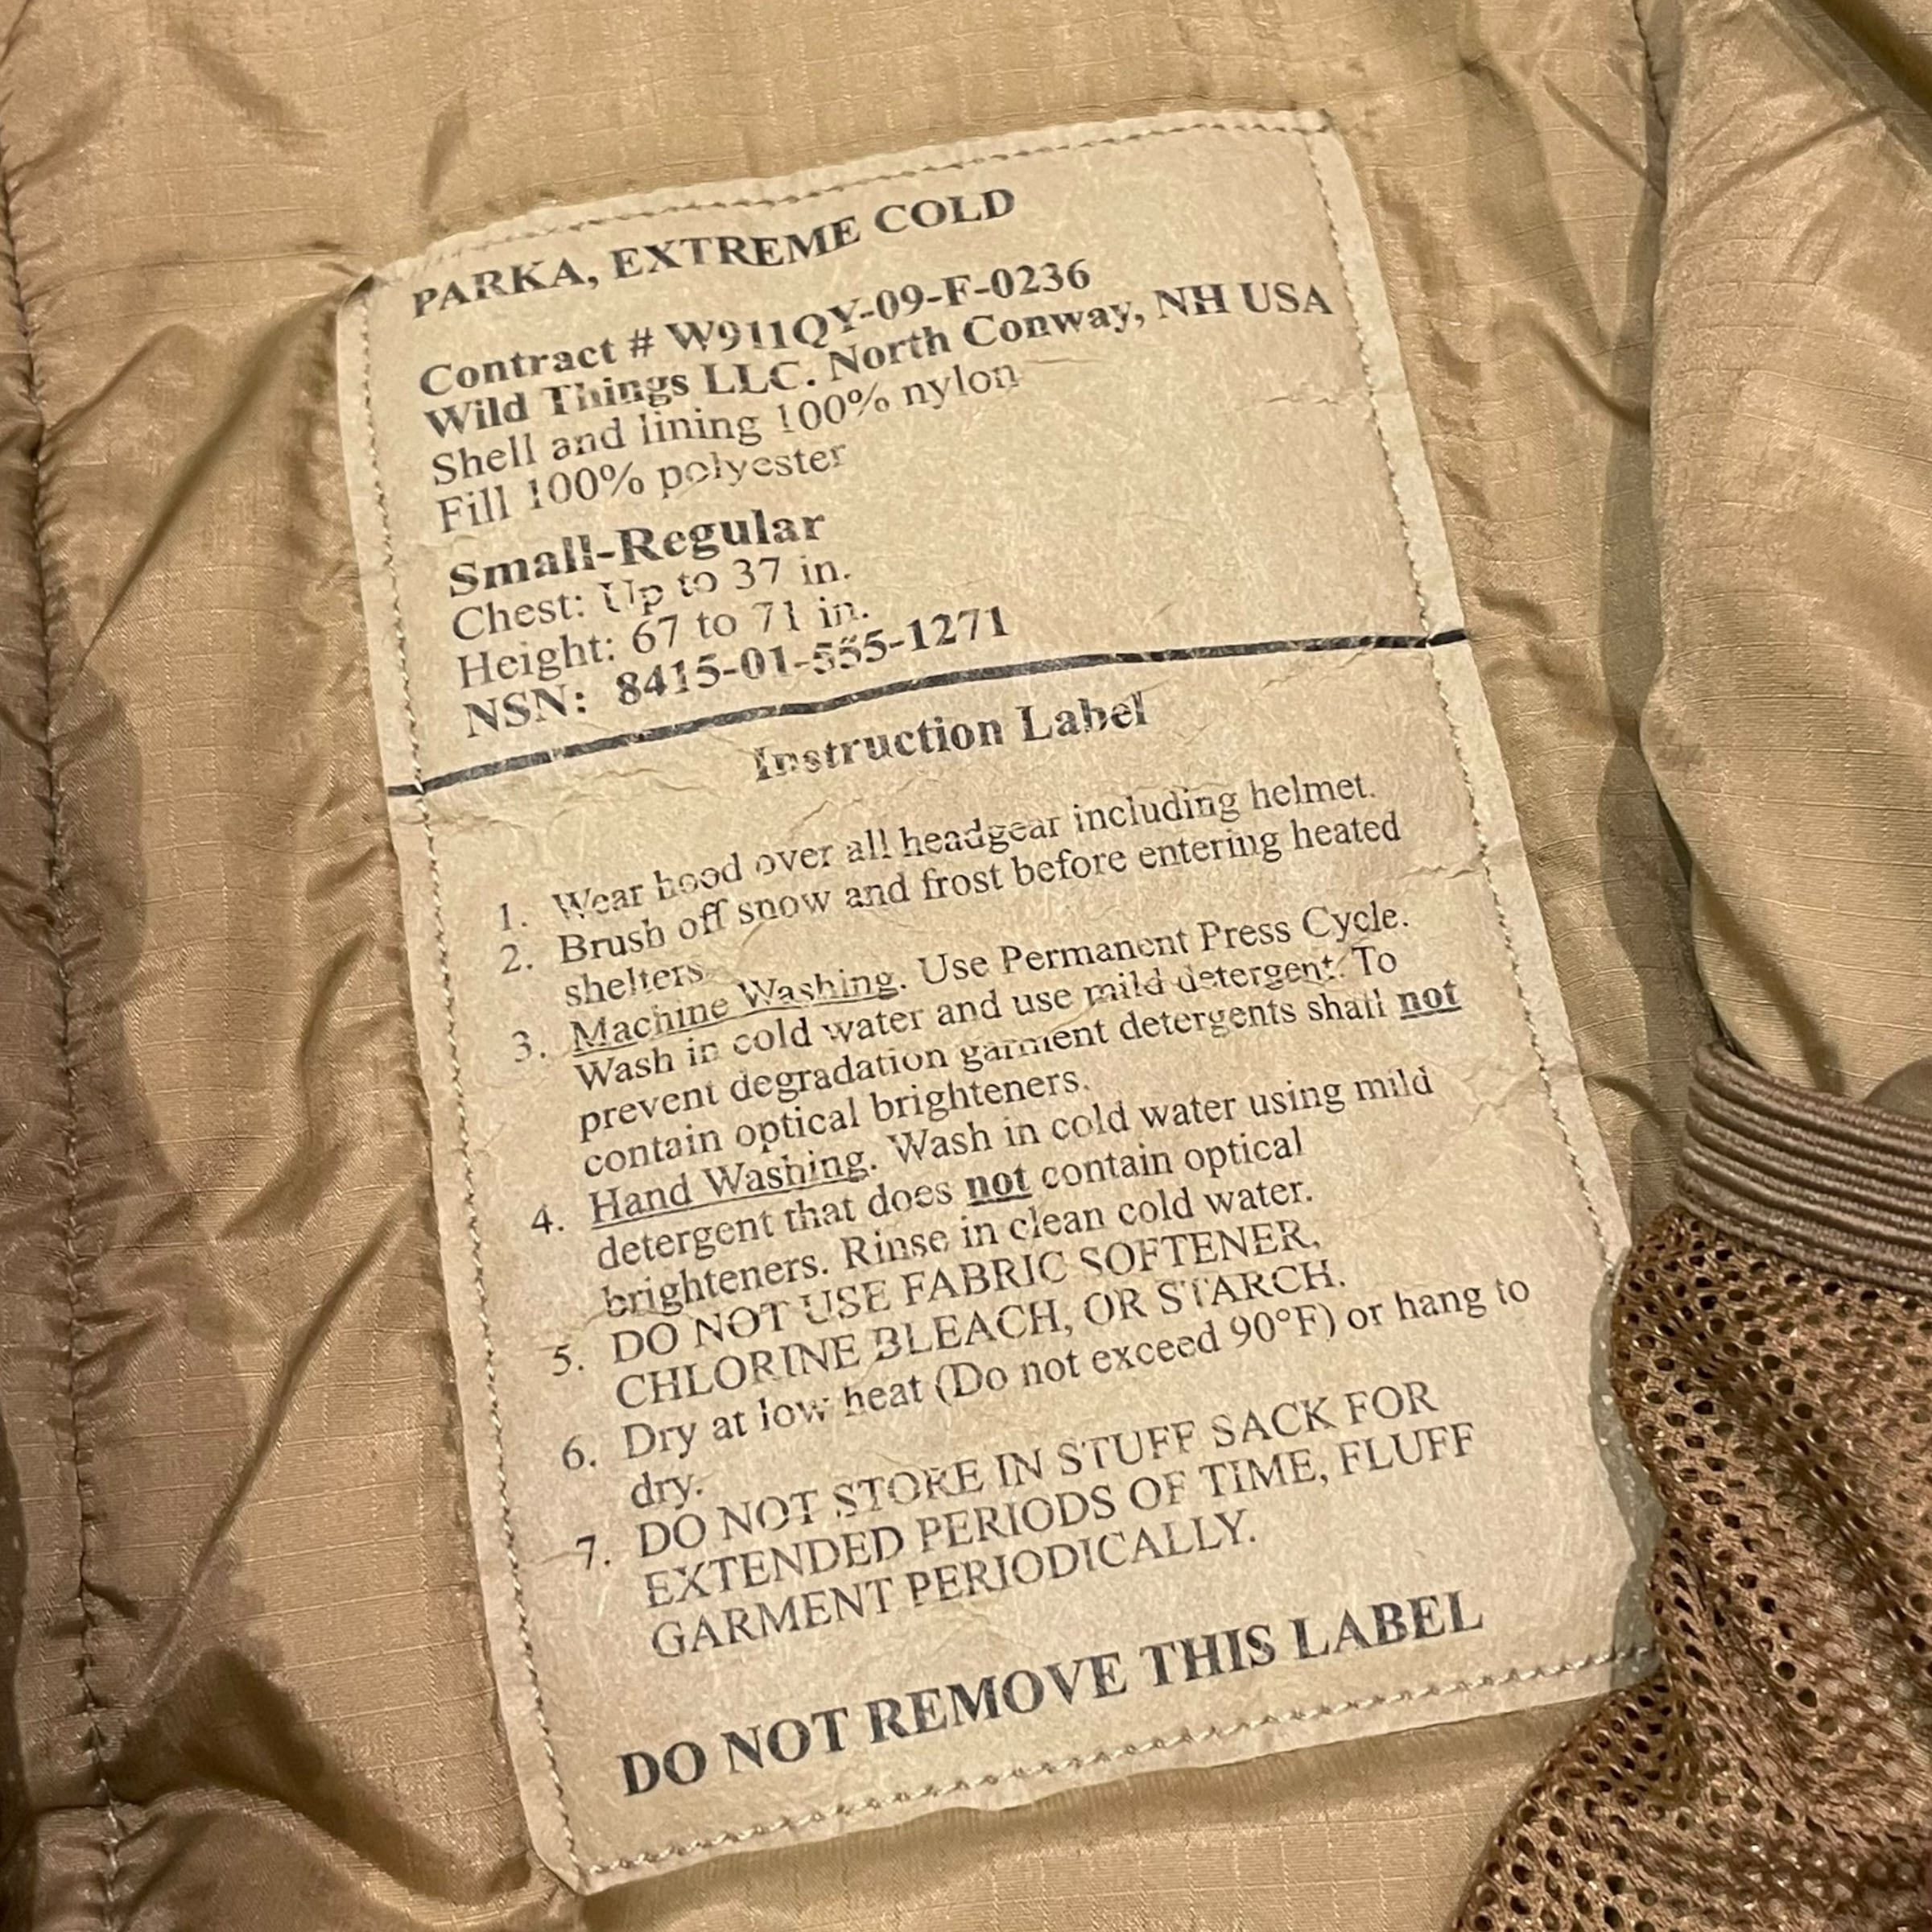 PARKA, EXTREME COLD
Contract # W911QY-09-F-0236
Wild Things LLC. North Conway, NH USA
Shell and lining 100% nylon
Fill 100% polyester
Small-Regular
Chest: Up to 37 in.
Height: 67 to 71 in.
NSN: 8415-01-555-1271
Instruction Label
1. Wear hood over all headgear including helmet.
2. Brush off snow and frost before entering heated
shelters.
3. Machine Washing. Use Permanent Press Cycle.
Wash in cold water and use mild detergent. To
prevent degradation garment detergents shall not
contain optical brighteners.
4. Hand Washing. Wash in cold water using mild
detergent that does not contain optical
brighteners. Rinse in clean cold water.
5. DO NOT USE FABRIC SOFTENER,
CHLORINE BLEACH, OR STARCH.
6. Dry at low heat (Do not exceed 90°F) or hang to
dry.
7. DO NOT STORE IN STUFF SACK FOR
EXTENDED PERIODS OF TIME, FLUFF
GARMENT PERIODICALLY.
DO NOT REMOVE THIS LABEL